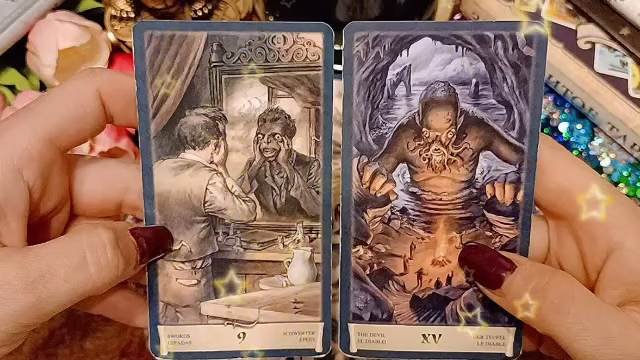 SWORDS
ESPADAS
9
SCHWERTER
ÉPÉES
THE DEVIL
EL DIABLO
XV
DER TEUFEL
LE DIABLE